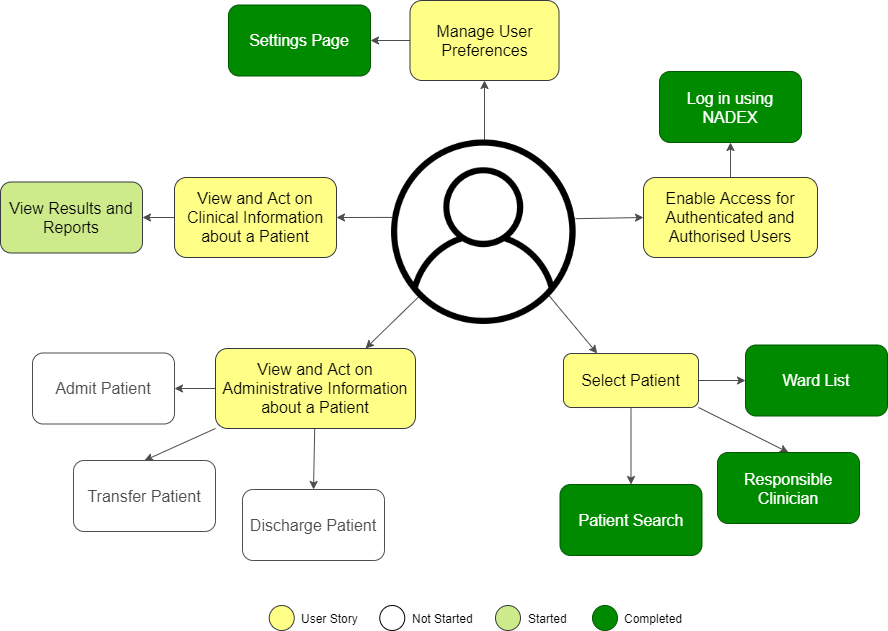 Manage User
Preferences
Settings Page
Log in using
NADEX
Enable Access for
Authenticated and
Authorised Users
View and Act on
Clinical Information
about a Patient
View Results and
Reports
View and Act on
Administrative Information
about a Patient
Admit Patient
Transfer Patient
Discharge Patient
Select Patient
Ward List
Responsible
Clinician
Patient Search
User Story
Not Started
Started
Completed